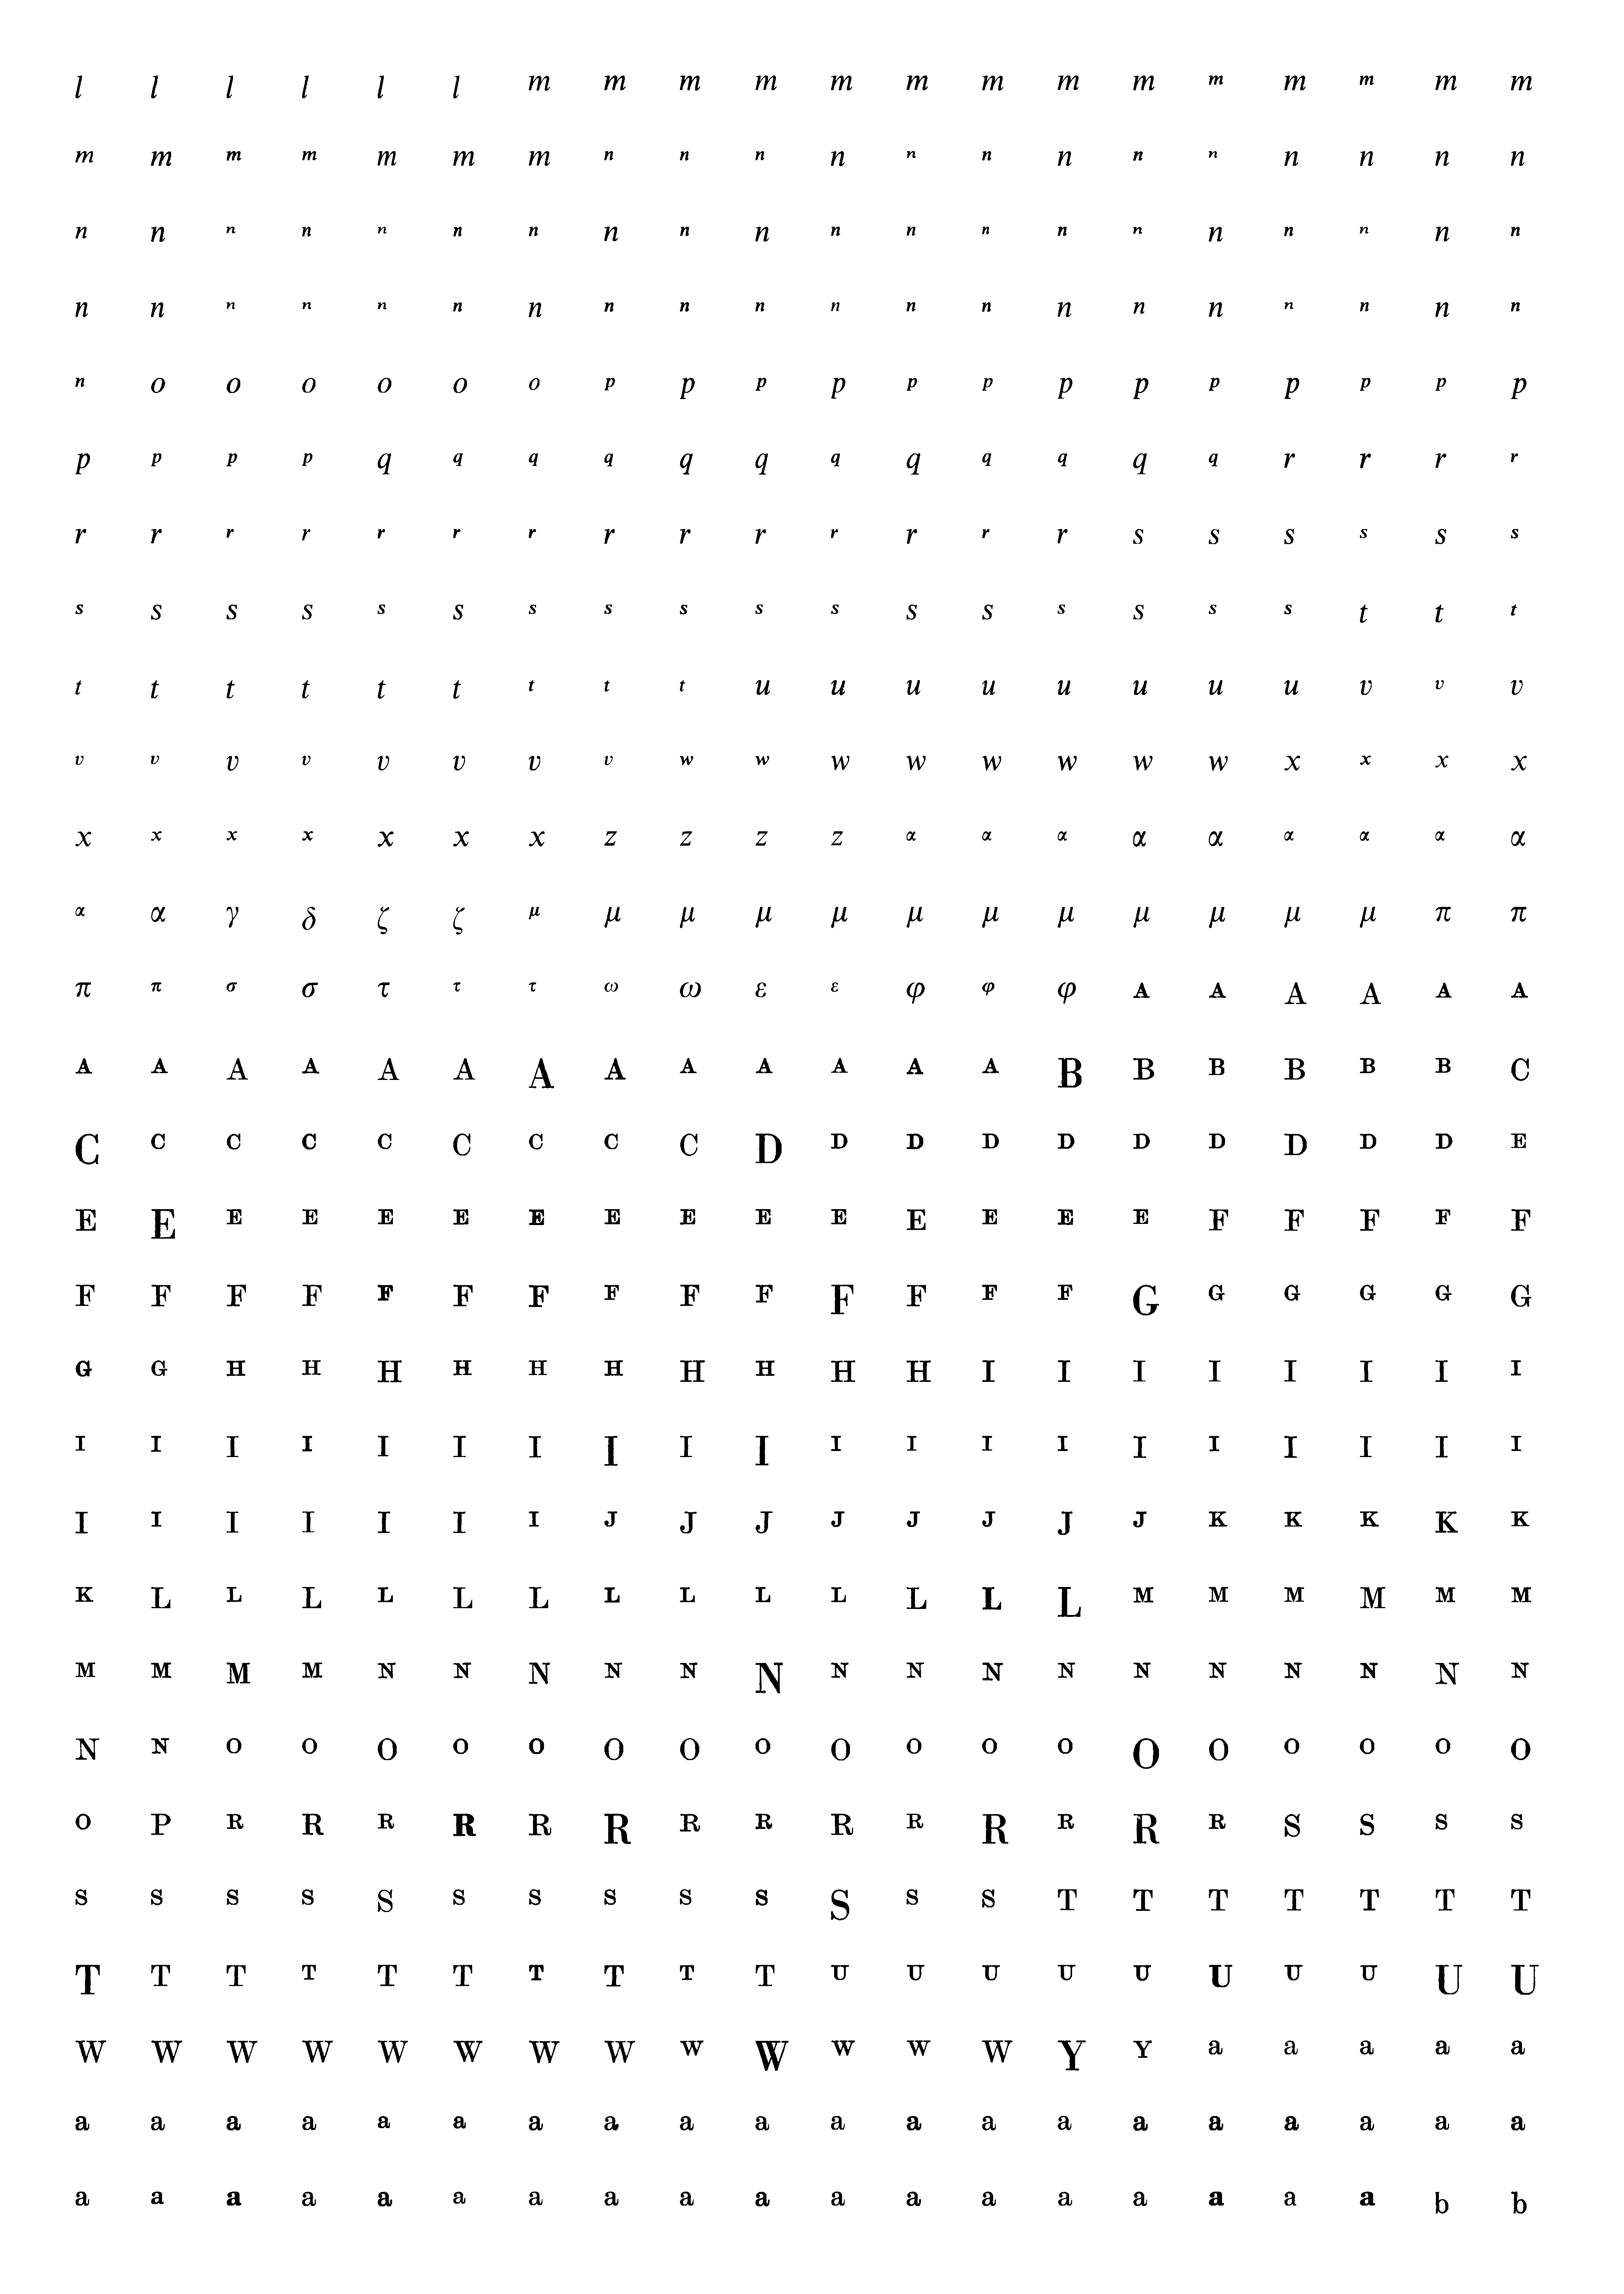 l l l l l l m m m m m m m m m m m m m m
m m m m m m m n n n n n n n n n n n n n
n n n n n n n n n n n n n n n n n n n n
n n n n n n n n n n n n n n n n n n n n
n o o o o o o p p p p p p p p p p p p p
p p p p q q q q q q q q q q q q r r r r
r r r r r r r r r r r r r r s s s s s s
s s s s s s s s s s s s s s s s s t t t
t t t t t t t t t u u u u u u u u v v v
v v v v v v v v w w w w w w w w x x x x
x x x x x x x z z z z α α α α α α α α α
α α γ δ ζ ζ μ μ μ μ μ μ μ μ μ μ μ μ π π
π π σ σ τ τ τ ω ω ε ε φ φ φ A A A A A A
A A A A A A A A A A A A A B B B B B B C
C C C C C C C C C D D D D D D D D D D E
E E E E E E E E E E E E E E E F F F F F
F F F F F F F F F F F F F F G G G G G G
G G H H H H H H H H H H I I I I I I I I
I I I I I I I I I I I I I I I I I I I I
I I I I I I I J J J J J J J J K K K K K
K L L L L L L L L L L L L L M M M M M M
M M M M N N N N N N N N N N N N N N N N
N N O O O O O O O O O O O O O O O O O O
O P R R R R R R R R R R R R R R S S S S
S S S S S S S S S S S S S T T T T T T T
T T T T T T T T T T U U U U U U U U U U
W W W W W W W W W W W W W Y Y a a a a a
a a a a a a a a a a a a a a a a a a a a
a a a a a a a a a a a a a a a a a a b b